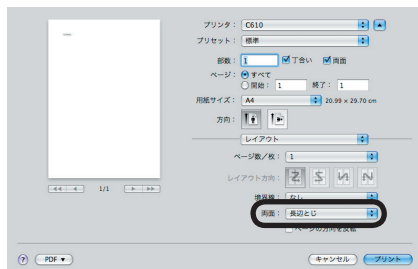 プリンタ： C610
プリセット： 標準
部数： 1 丁合い 両面
ページ： すべて
開始： 1 終了： 1
用紙サイズ： A4 20.99 x 29.70 cm
方向：
レイアウト
ページ数/枚： 1
レイアウト方向：
境界線： なし
両面： 長辺とじ
ページの方向を反転
1/1
? PDF▼ キャンセル プリント